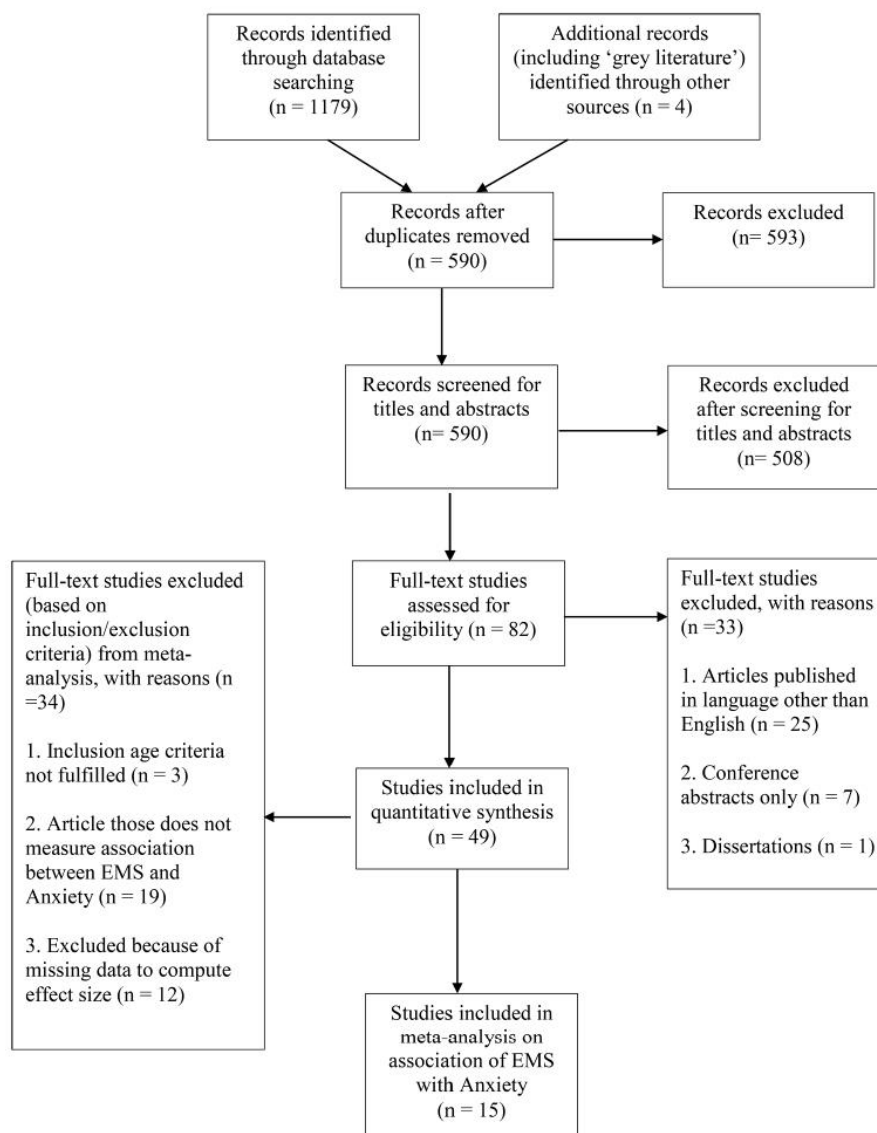 Records identified
through database
searching
(n = 1179)
Additional records
(including ‘grey literature’)
identified through other
sources (n = 4)
Records after
duplicates removed
(n = 590)
Records excluded
(n= 593)
Records screened for
titles and abstracts
(n= 590)
Records excluded
after screening for
titles and abstracts
(n= 508)
Full-text studies excluded
(based on
inclusion/exclusion
criteria) from meta-
analysis, with reasons (n
=34)
1. Inclusion age criteria
not fulfilled (n = 3)
2. Article those does not
measure association
between EMS and
Anxiety (n = 19)
3. Excluded because of
missing data to compute
effect size (n = 12)
Full-text studies
assessed for
eligibility (n = 82)
Full-text studies
excluded, with reasons
(n =33)
1. Articles published
in language other than
English (n = 25)
2. Conference
abstracts only (n = 7)
3. Dissertations (n = 1)
Studies included in
quantitative synthesis
(n = 49)
Studies included in
meta-analysis on
association of EMS
with Anxiety
(n = 15)